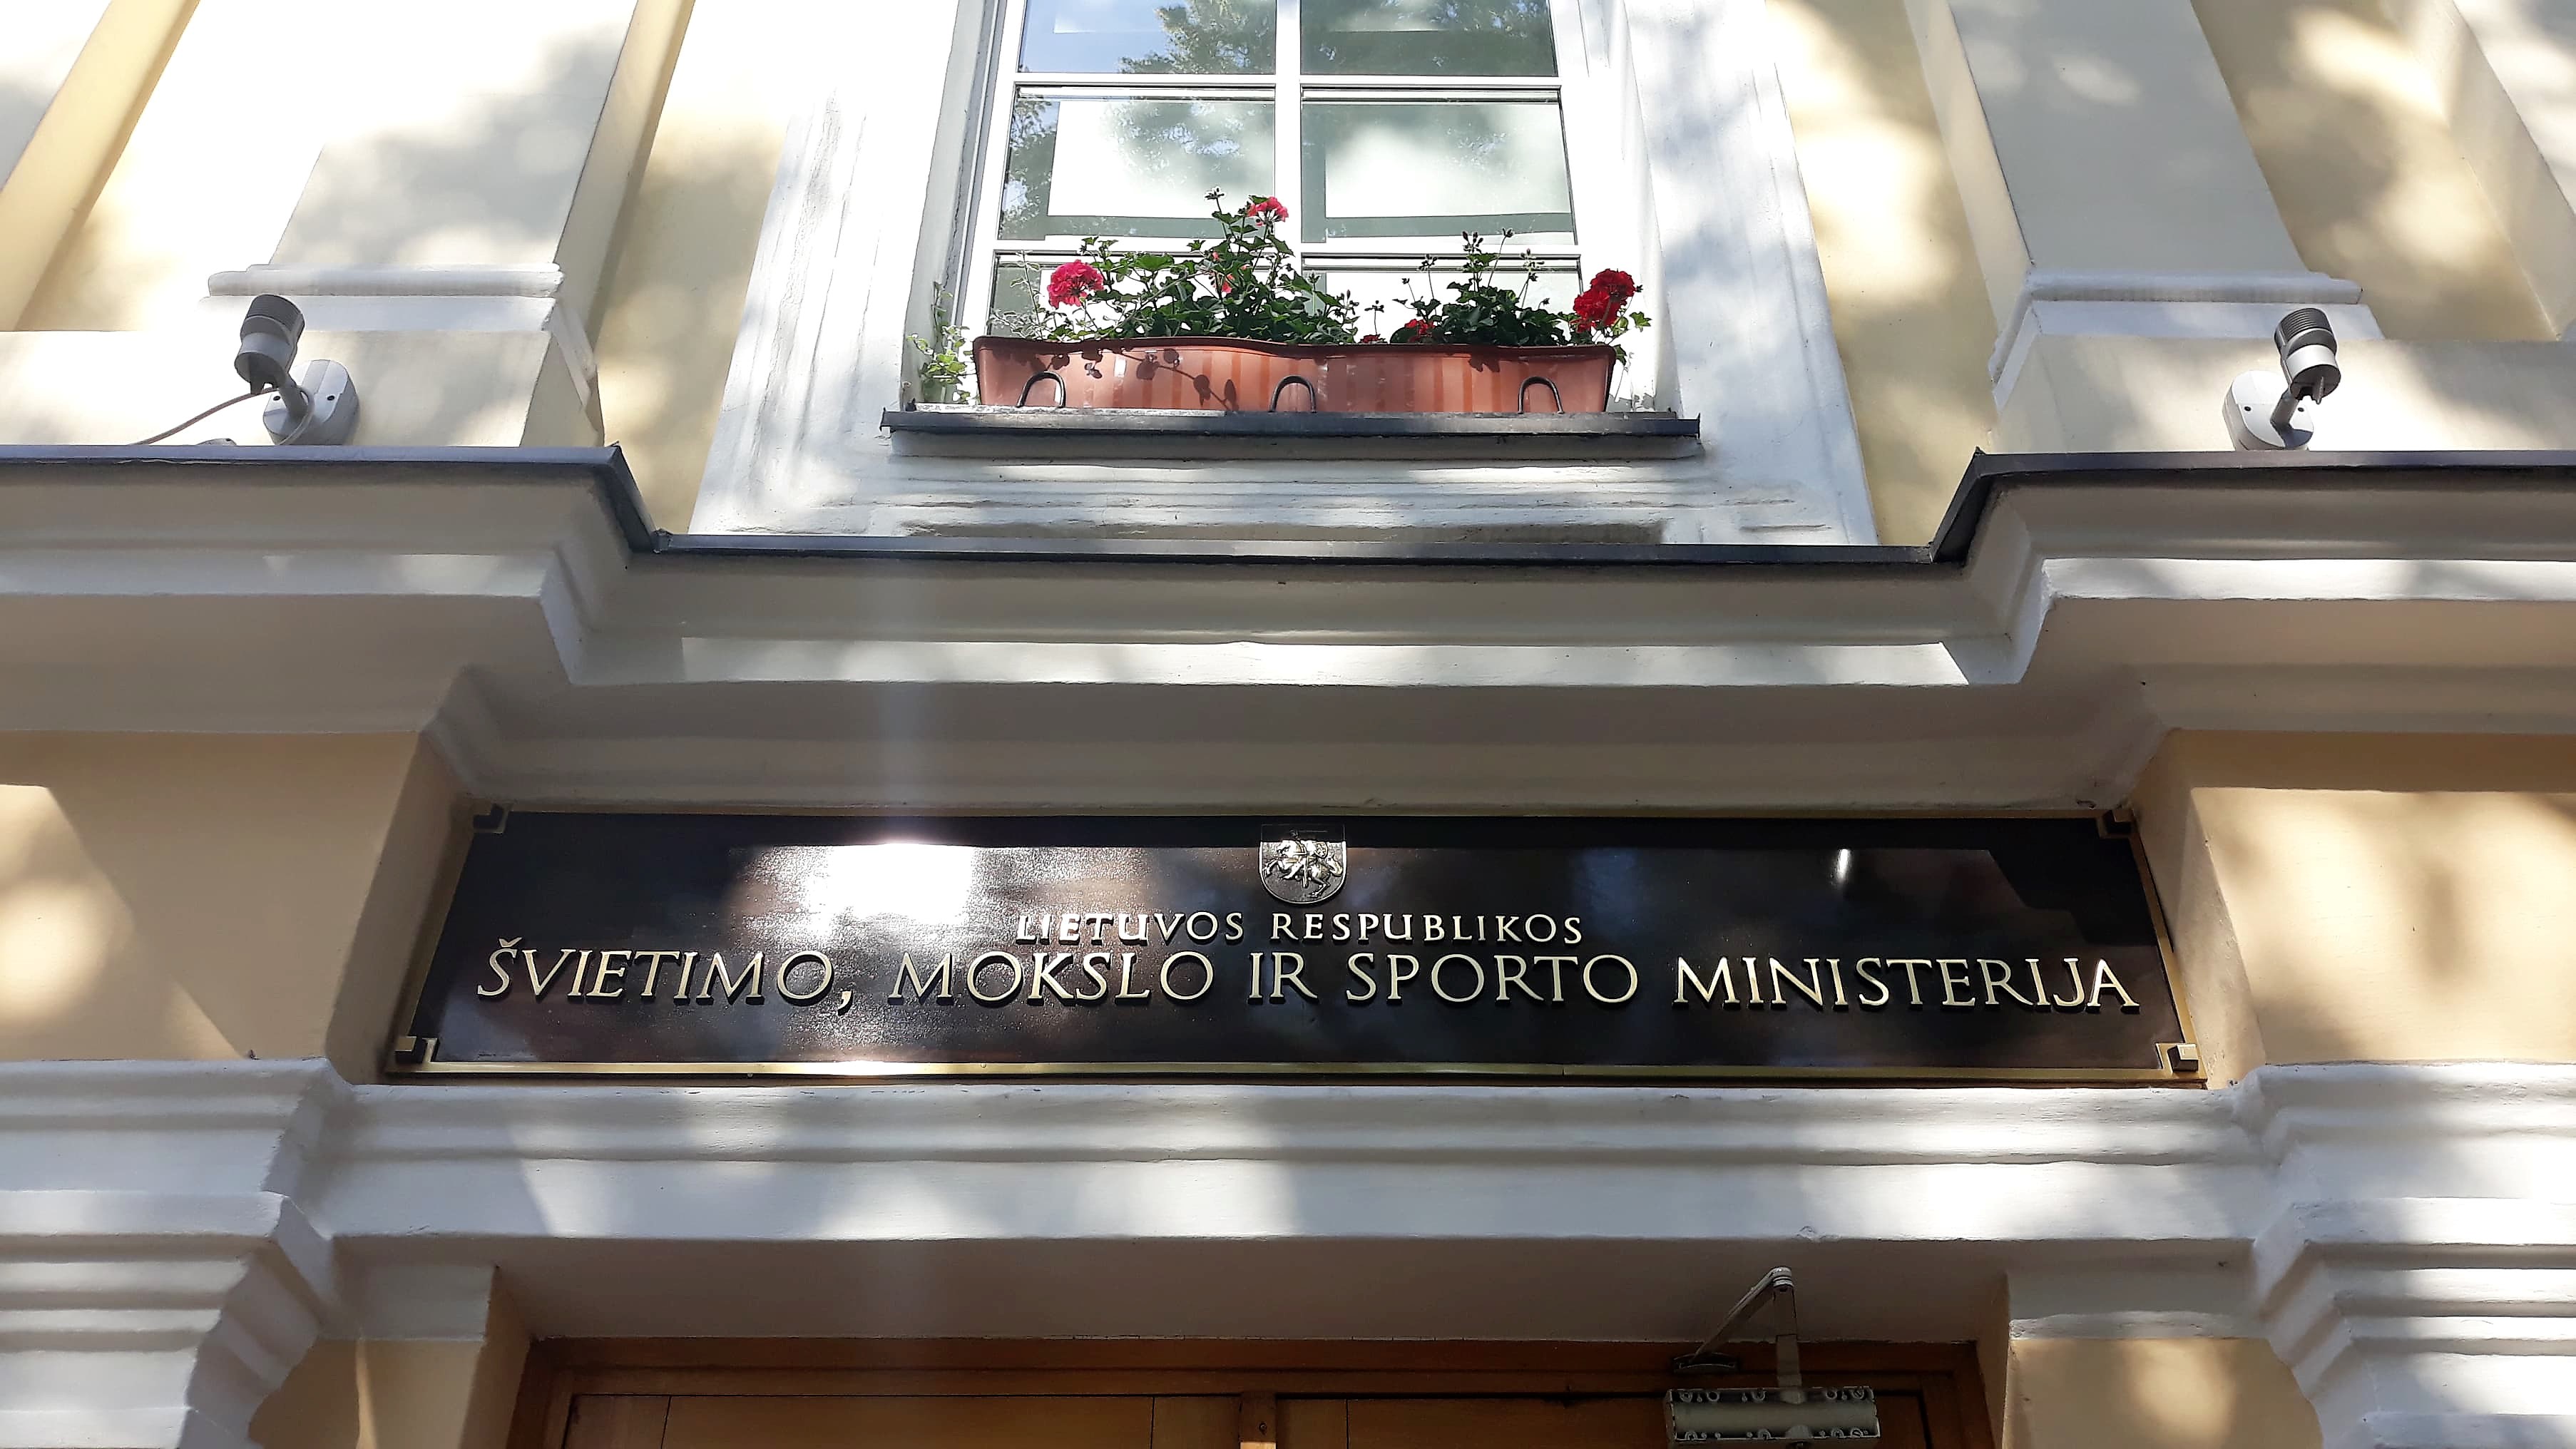 LIETUVOS RESPUBLIKOS
ŠVIETIMO, MOKSLO IR SPORTO MINISTERIJA